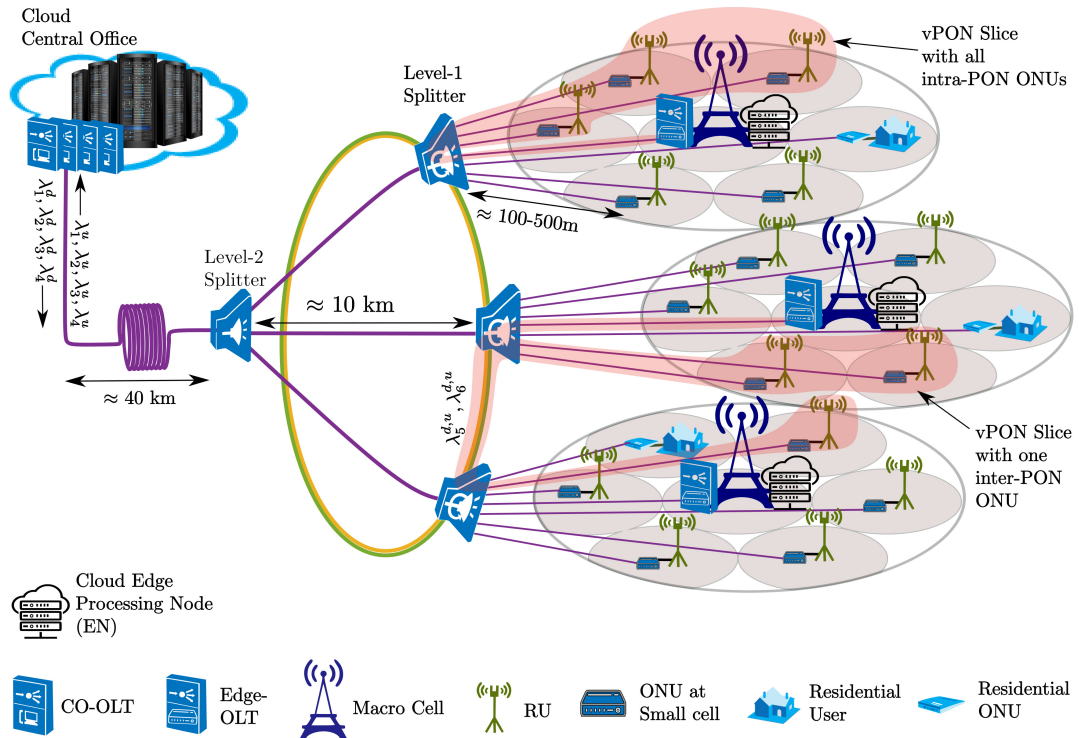 Cloud
Central Office
Level-1
Splitter
vPON Slice
with all
intra-PON ONUs
λ₁ᵈ, λ₂ᵈ, λ₃ᵈ, λ₄ᵈ
λ₁ᵘ, λ₂ᵘ, λ₃ᵘ, λ₄ᵘ
≈ 100-500m
Level-2
Splitter
≈ 10 km
≈ 40 km
λ₅ᵈ,ᵘ, λ₆ᵈ,ᵘ
vPON Slice
with one
inter-PON
ONU
Cloud Edge
Processing Node
(EN)
CO-OLT
Edge-
OLT
Macro Cell
RU
ONU at
Small cell
Residential
User
Residential
ONU